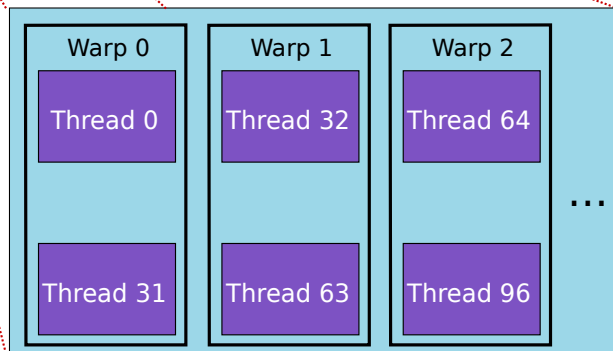 Warp 0
Warp 1
Warp 2
Thread 0
Thread 32
Thread 64
...
Thread 31
Thread 63
Thread 96